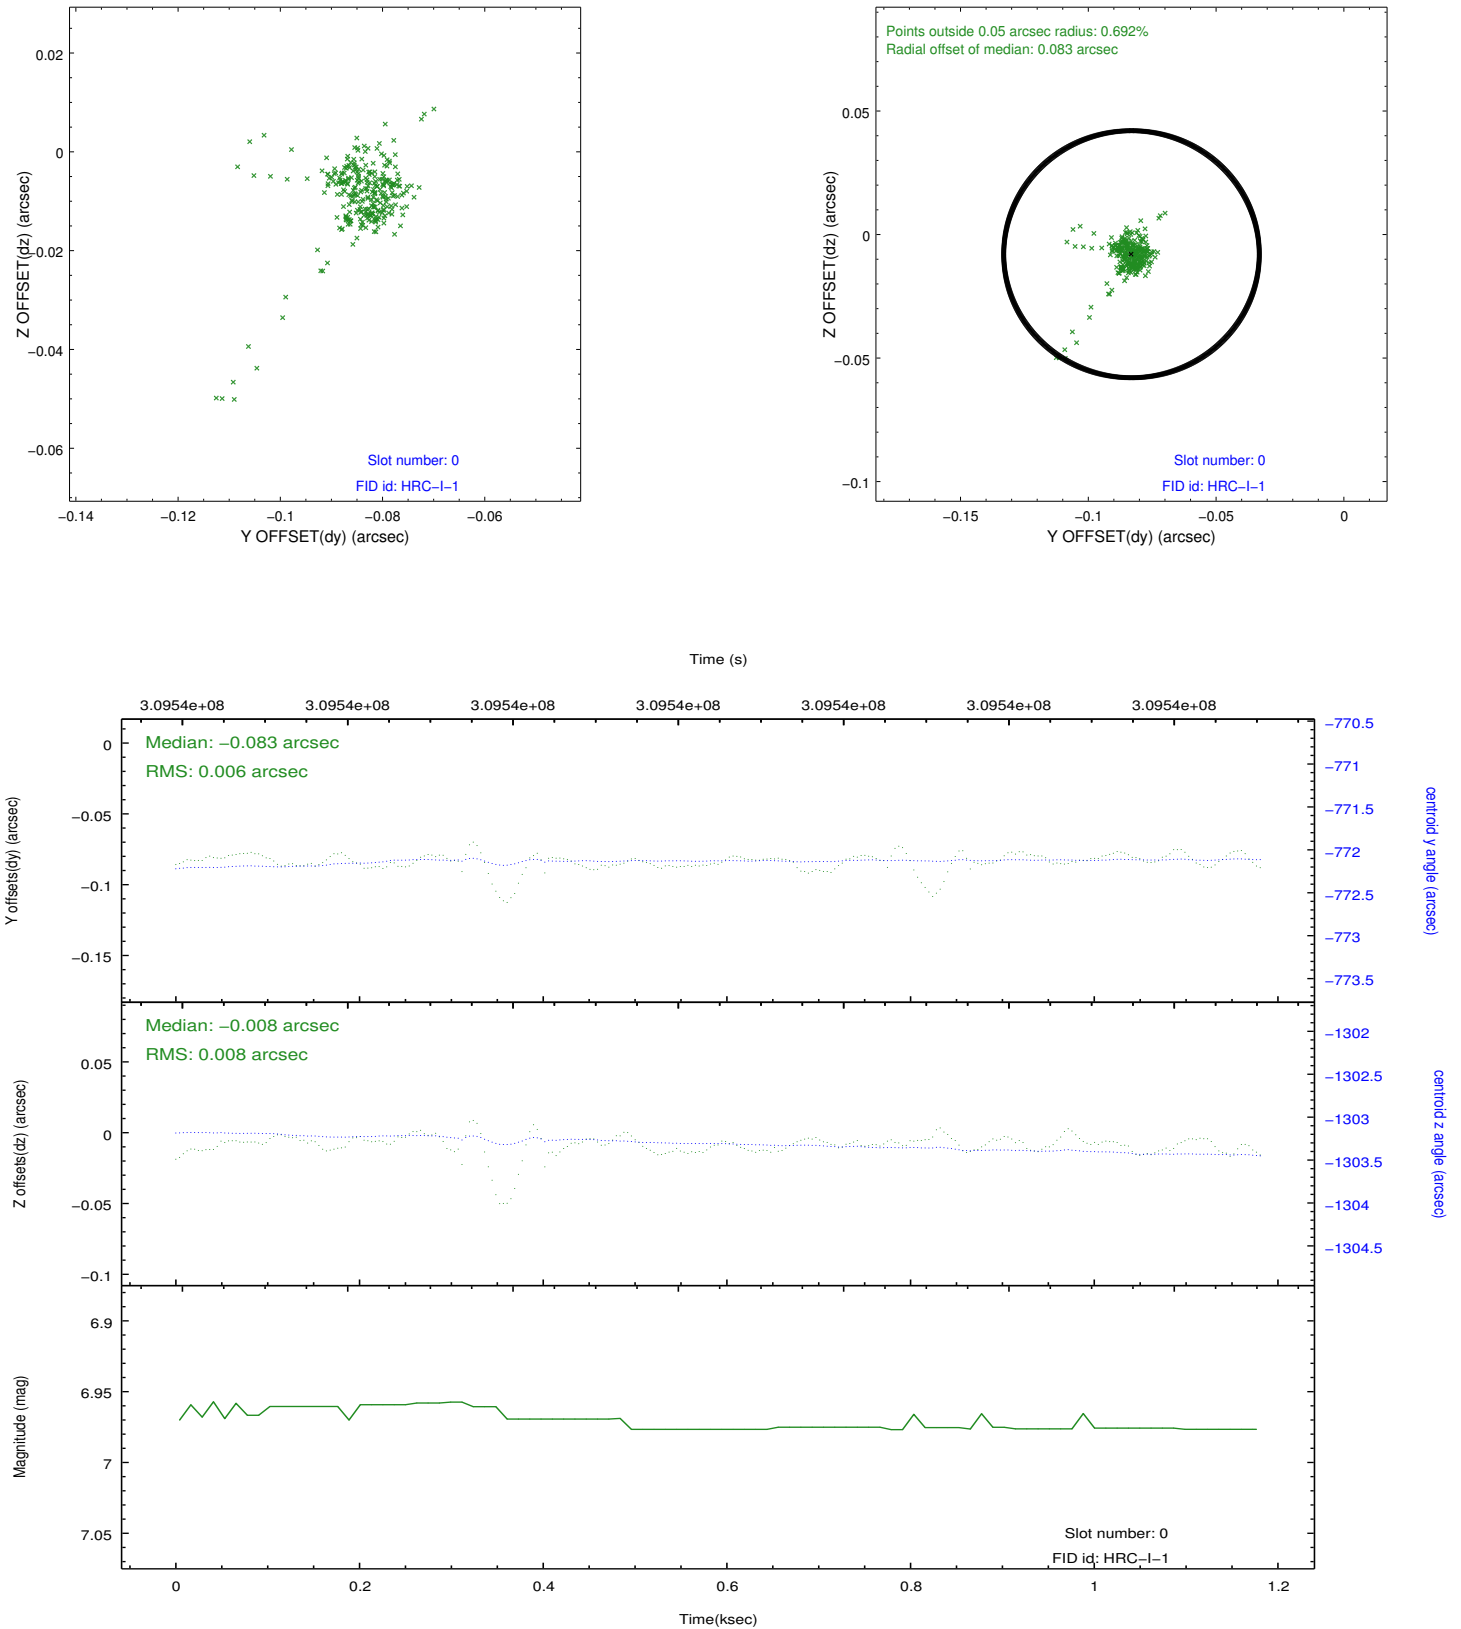 0.02
0
−0.02
−0.04
−0.06
Z OFFSET(dz) (arcsec)
Slot number: 0
FID id: HRC−I−1
−0.14
−0.12
−0.1
−0.08
−0.06
Y OFFSET(dy) (arcsec)
Points outside 0.05 arcsec radius: 0.692%
Radial offset of median: 0.083 arcsec
0.05
0
−0.05
−0.1
Z OFFSET(dz) (arcsec)
Slot number: 0
FID id: HRC−I−1
−0.15
−0.1
−0.05
0
Y OFFSET(dy) (arcsec)
Time (s)
3.0954e+08
3.0954e+08
3.0954e+08
3.0954e+08
3.0954e+08
3.0954e+08
3.0954e+08
Median: −0.083 arcsec
RMS: 0.006 arcsec
0
−0.05
−0.1
−0.15
Y offsets(dy) (arcsec)
−770.5
−771
−771.5
−772
−772.5
−773
−773.5
centroid y angle (arcsec)
Median: −0.008 arcsec
RMS: 0.008 arcsec
0.05
0
−0.05
−0.1
Z offsets(dz) (arcsec)
−1302
−1302.5
−1303
−1303.5
−1304
−1304.5
centroid z angle (arcsec)
6.9
6.95
7
7.05
Magnitude (mag)
Slot number: 0
FID id: HRC−I−1
0
0.2
0.4
0.6
0.8
1
1.2
Time(ksec)